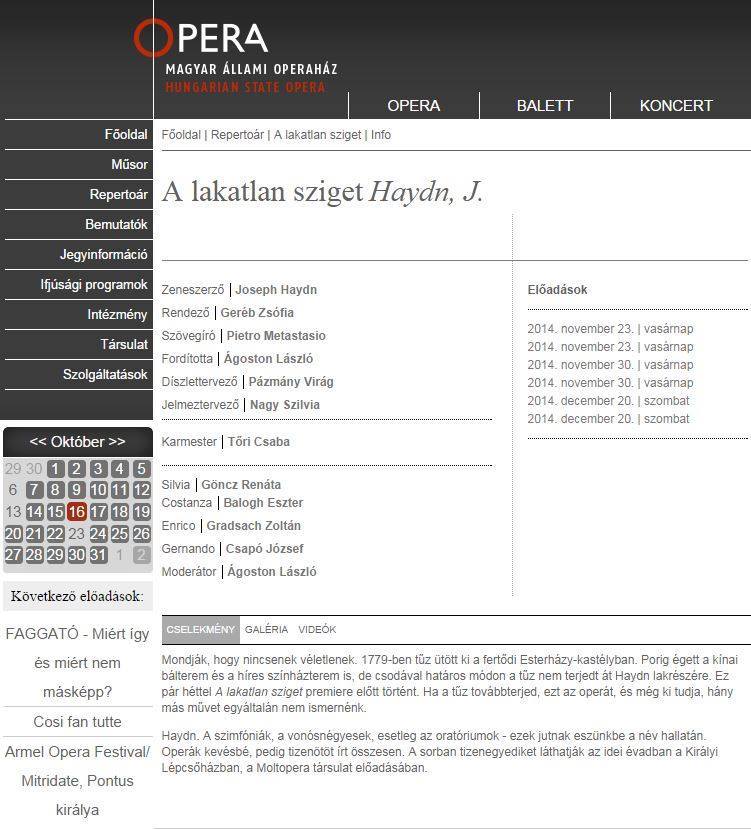 OPERA
MAGYAR ÁLLAMI OPERAHÁZ
HUNGARIAN STATE OPERA
OPERA
BALETT
KONCERT
Főoldal
Műsor
Repertoár
Bemutatók
Jegyinformáció
Ifjúsági programok
Intézmény
Társulat
Szolgáltatások
<< Október >>
29 30 1 2 3 4 5
6 7 8 9 10 11 12
13 14 15 16 17 18 19
20 21 22 23 24 25 26
27 28 29 30 31 1 2
Következő előadások:
FAGGATÓ - Miért így
és miért nem
másképp?
Cosi fan tutte
Armel Opera Festival/
Mitridate, Pontus
királya
Főoldal | Repertoár | A lakatlan sziget | Info
A lakatlan sziget Haydn, J.
Zeneszerző | Joseph Haydn
Rendező | Geréb Zsófia
Szövegíró | Pietro Metastasio
Fordította | Ágoston László
Díszlettervező | Pázmány Virág
Jelmeztervező | Nagy Szilvia
Karmester | Tőri Csaba
Silvia | Göncz Renáta
Costanza | Balogh Eszter
Enrico | Gradsach Zoltán
Gernando | Csapó József
Moderátor | Ágoston László
Előadások
2014. november 23. | vasárnap
2014. november 23. | vasárnap
2014. november 30. | vasárnap
2014. november 30. | vasárnap
2014. december 20. | szombat
2014. december 20. | szombat
CSELEKMÉNY GALÉRIA VIDEÓK
Mondják, hogy nincsenek véletlenek. 1779-ben tűz ütött ki a fertődi Esterházy-kastélyban. Porig égett a kínai
bálterem és a híres színházterem is, de csodával határos módon a tűz nem terjedt át Haydn lakrészére. Ez
pár héttel A lakatlan sziget premiere előtt történt. Ha a tűz továbbterjed, ezt az operát, és még ki tudja, hány
más művet egyáltalán nem ismernénk.
Haydn. A szimfóniák, a vonósnégyesek, esetleg az oratóriumok - ezek jutnak eszünkbe a név hallatán.
Operák kevésbé, pedig tizenötöt írt összesen. A sorban tizenegyediket láthatják az idei évadban a Királyi
Lépcsőházban, a Moltopera társulat előadásában.